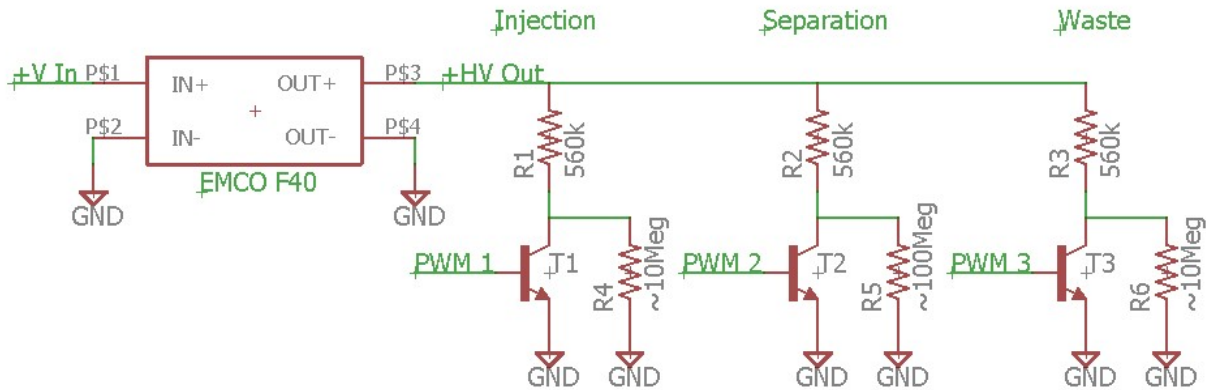 Injection
Separation
Waste
+V In
P$1
IN+
OUT+
P$3
+HV Out
P$2
IN-
OUT-
P$4
EMCO F40
GND
GND
R1
560k
R2
560k
R3
560k
PWM 1
T1
R4
~10Meg
PWM 2
T2
R5
~100Meg
PWM 3
T3
R6
~10Meg
GND
GND
GND
GND
GND
GND